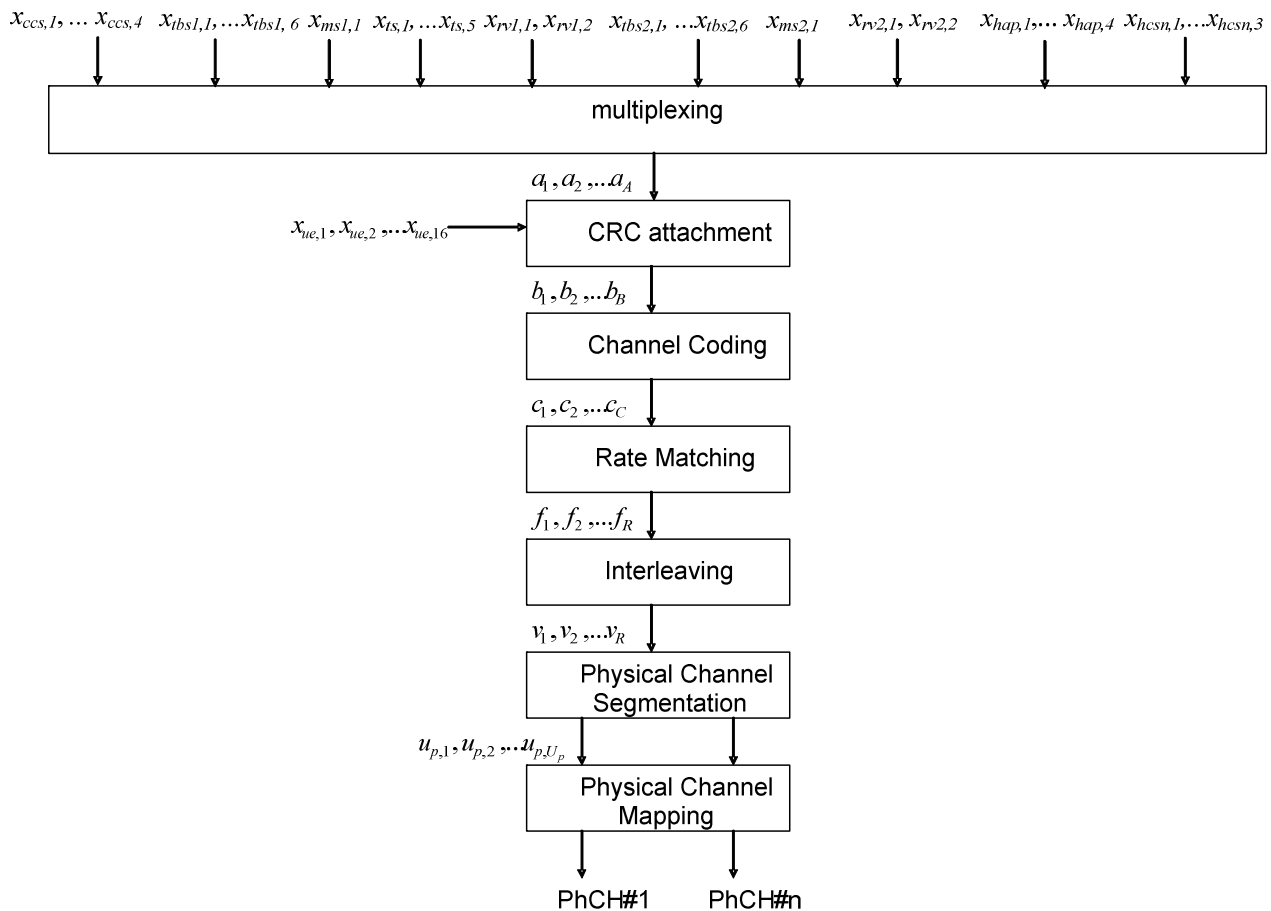 x_{ccs,1}, ... x_{ccs,4} x_{tbs1,1}, ...x_{tbs1, 6} x_{ms1,1} x_{ts,1}, ...x_{ts,5} x_{rv1,1}, x_{rv1,2} x_{tbs2,1}, ...x_{tbs2,6} x_{ms2,1} x_{rv2,1}, x_{rv2,2} x_{hap,1},... x_{hap,4} x_{hcsn,1},...x_{hcsn,3}
multiplexing
a_1, a_2 ,...a_A
x_{ue,1}, x_{ue,2} ,...x_{ue,16}
CRC attachment
b_1, b_2 ,...b_B
Channel Coding
c_1, c_2 ,...c_C
Rate Matching
f_1, f_2 ,...f_R
Interleaving
v_1, v_2 ,...v_R
Physical Channel
Segmentation
u_{p,1}, u_{p,2} ,...u_{p,U_p}
Physical Channel
Mapping
PhCH#1 PhCH#n